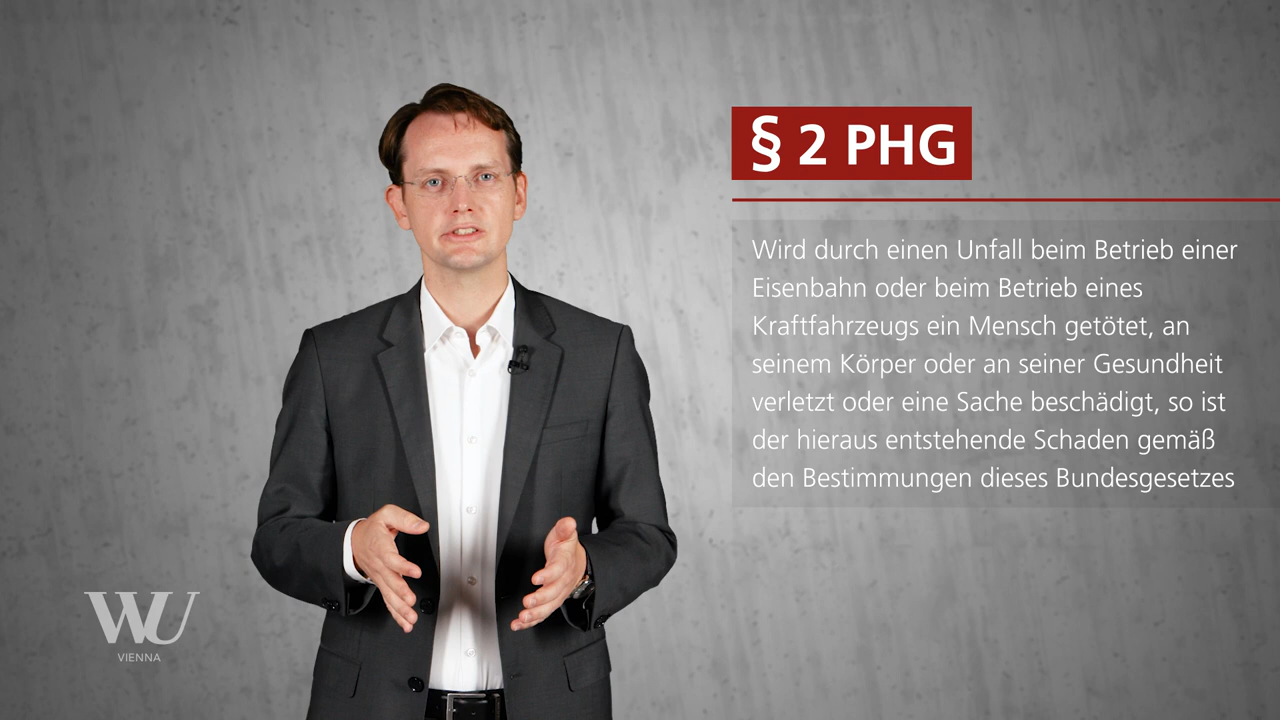 § 2 PHG
Wird durch einen Unfall beim Betrieb einer
Eisenbahn oder beim Betrieb eines
Kraftfahrzeugs ein Mensch getötet, an
seinem Körper oder an seiner Gesundheit
verletzt oder eine Sache beschädigt, so ist
der hieraus entstehende Schaden gemäß
den Bestimmungen dieses Bundesgesetzes
WU
VIENNA